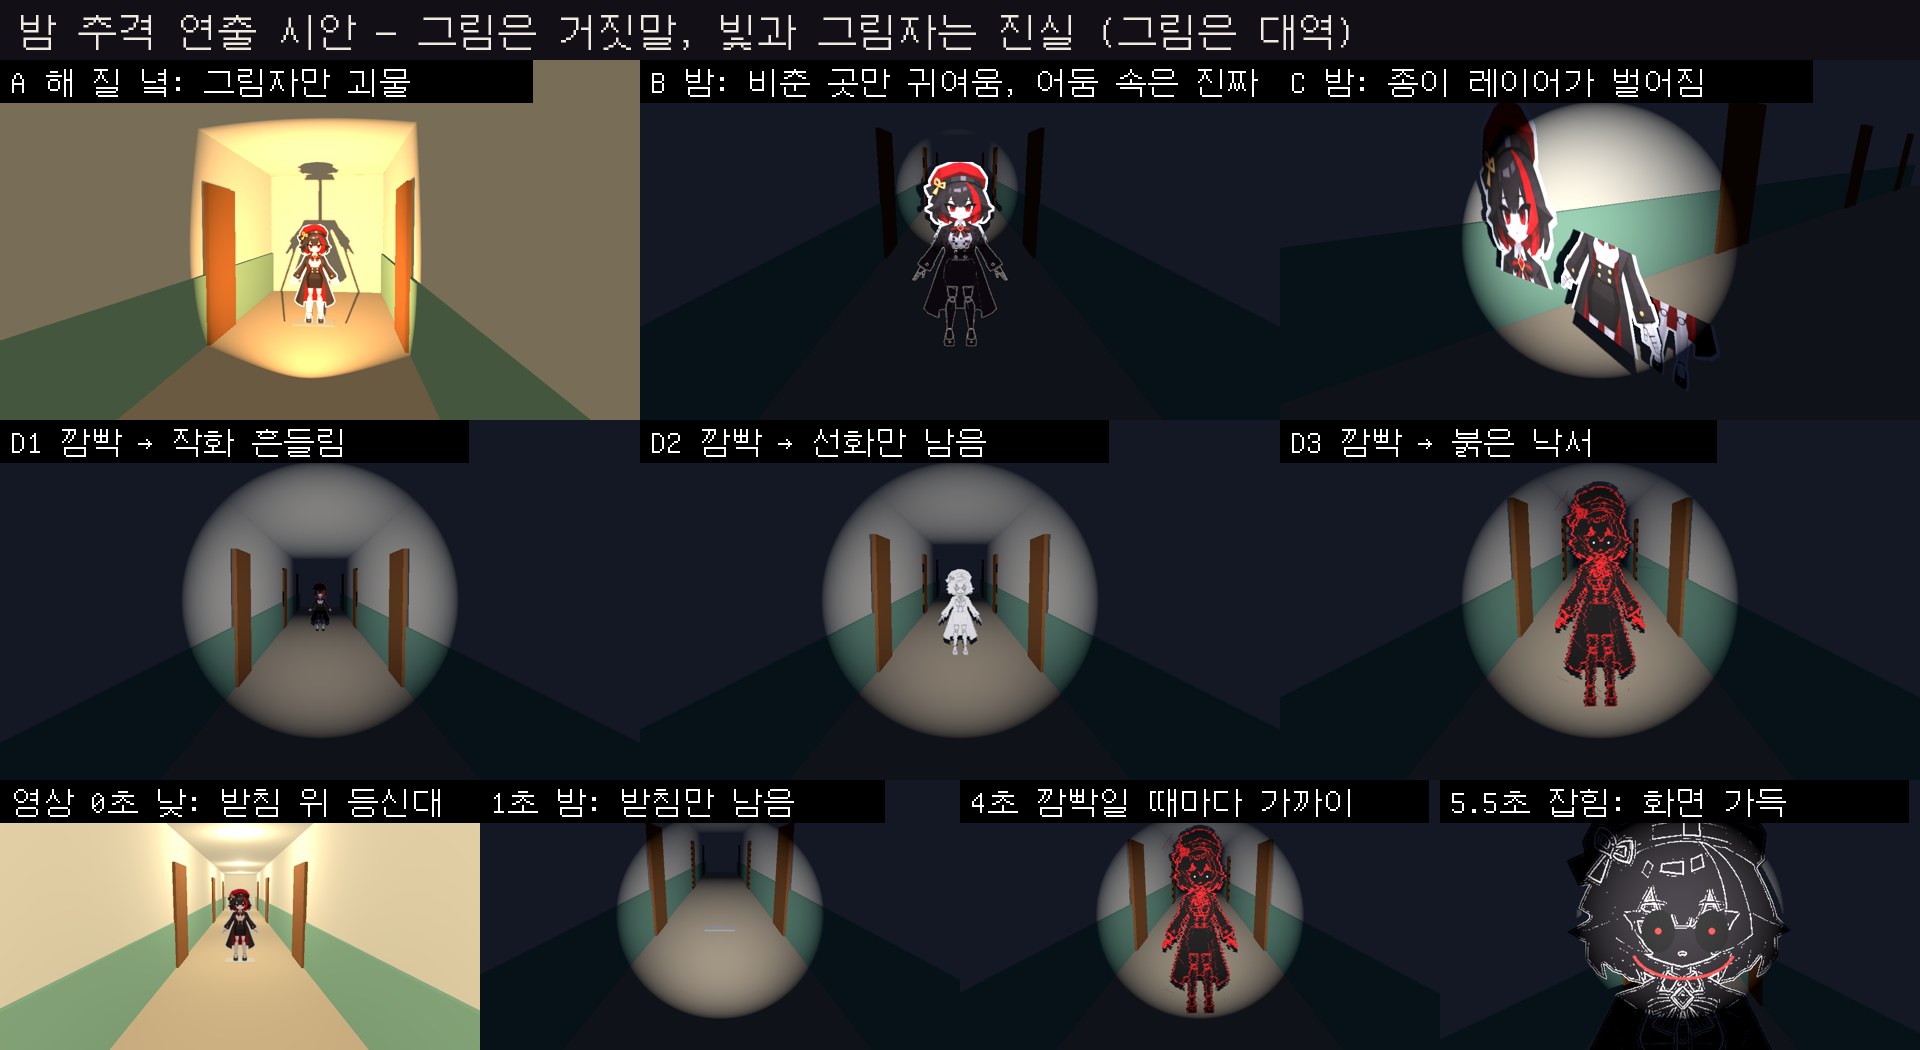 밤 추격 연출 시안 - 그림은 거짓말, 빛과 그림자는 진실 (그림은 대역)
A 해 질 녘: 그림자만 괴물
B 밤: 비춘 곳만 귀여움, 어둠 속은 진짜
C 밤: 종이 레이어가 벌어짐
D1 깜빡 → 작화 흔들림
D2 깜빡 → 선화만 남음
D3 깜빡 → 붉은 낙서
영상 0초 낮: 받침 위 등신대
1초 밤: 받침만 남음
4초 깜빡일 때마다 가까이
5.5초 잡힘: 화면 가득